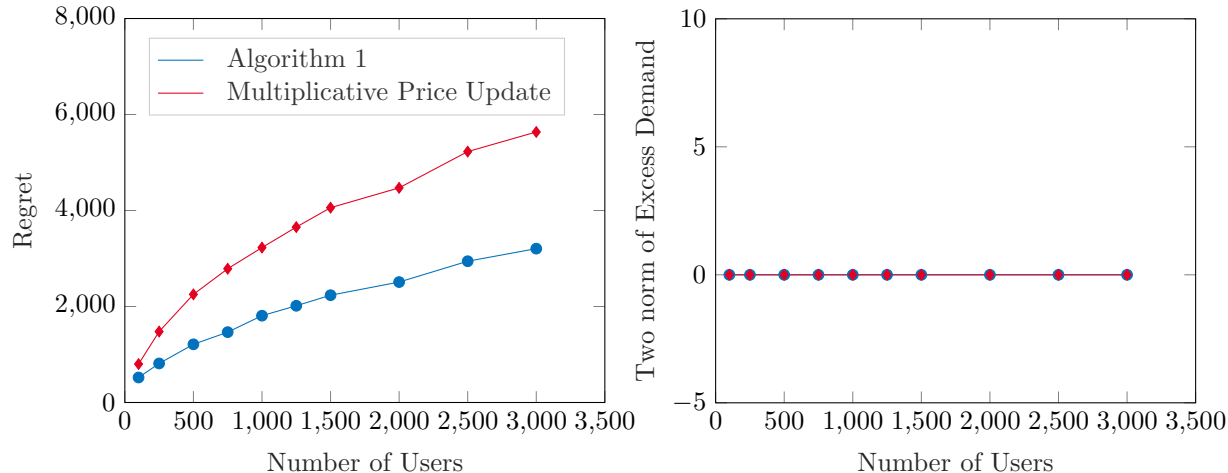 8,000
6,000
4,000
2,000
0
Regret
Algorithm 1
Multiplicative Price Update
0 500 1,000 1,500 2,000 2,500 3,000 3,500
Number of Users
10
5
0
−5
Two norm of Excess Demand
0 500 1,000 1,500 2,000 2,500 3,000 3,500
Number of Users